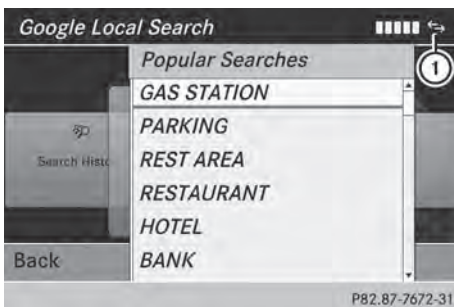 Google Local Search
1
Popular Searches
GAS STATION
PARKING
Search Histo
REST AREA
RESTAURANT
HOTEL
Back
BANK
P82.87-7672-31